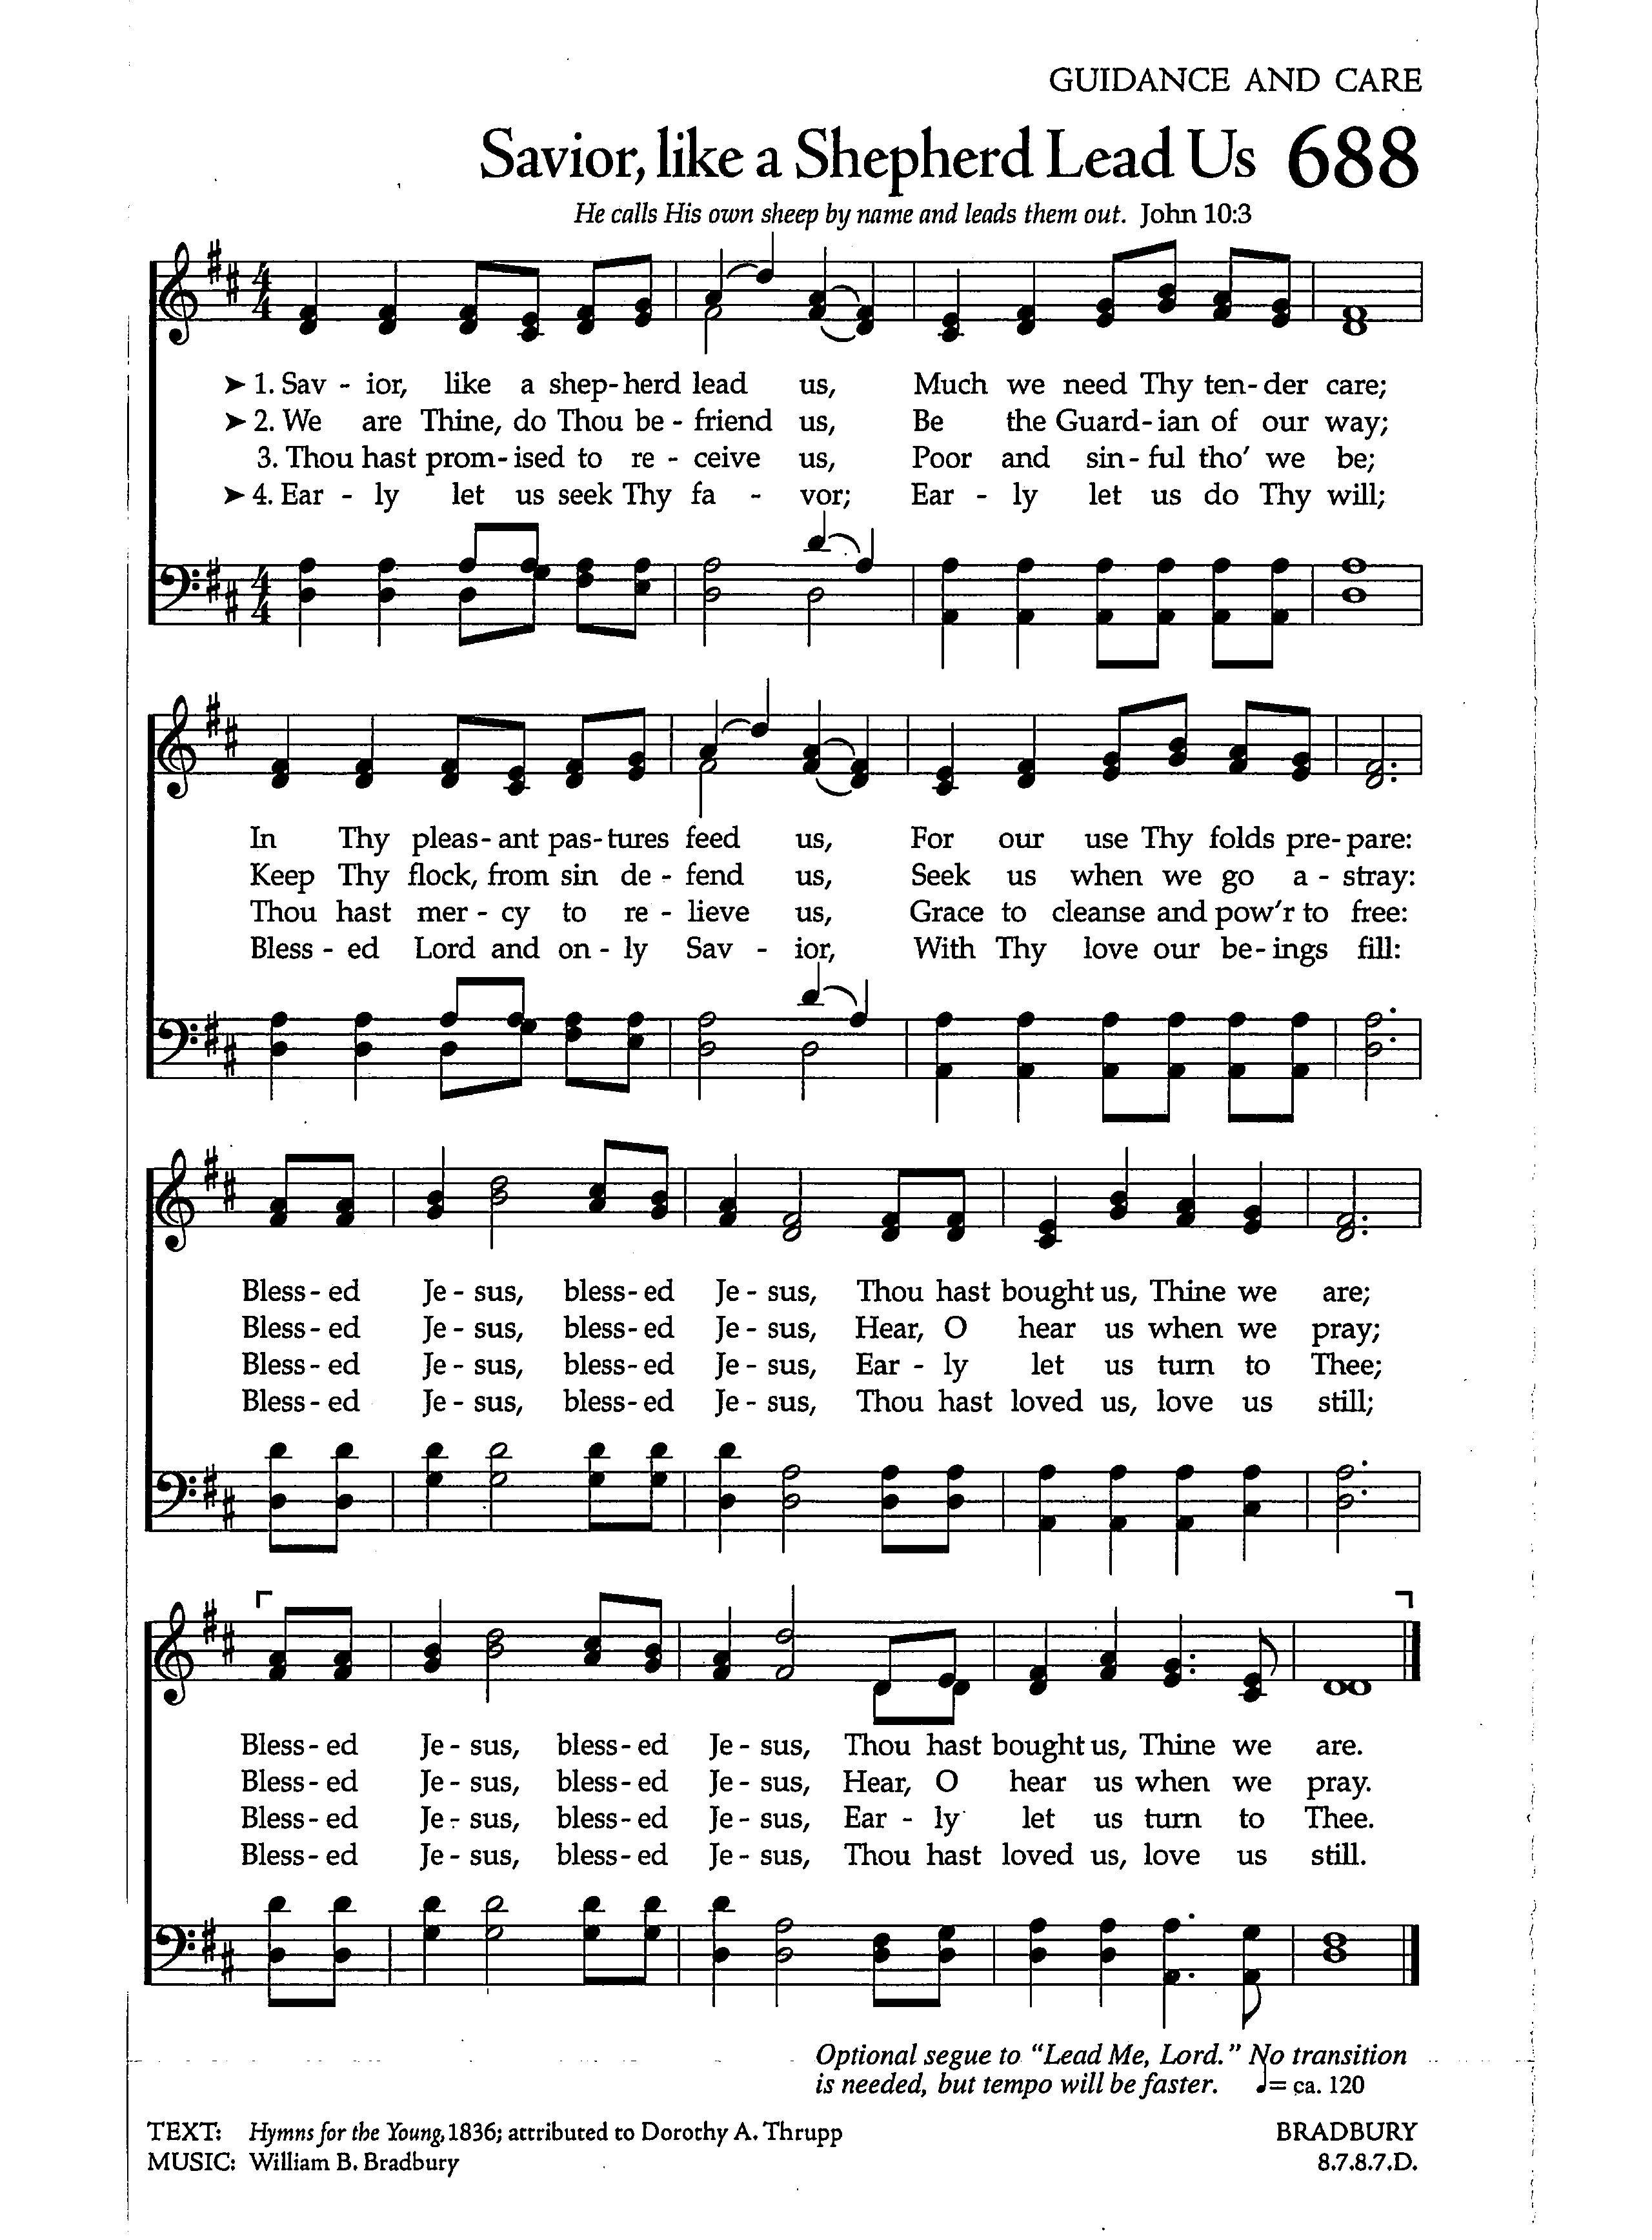 GUIDANCE AND CARE
Savior, like a Shepherd Lead Us 688
He calls His own sheep by name and leads them out. John 10:3
➤ 1. Sav - ior, like a shep - herd lead us, Much we need Thy ten - der care;
➤ 2. We are Thine, do Thou be - friend us, Be the Guard - ian of our way;
3. Thou hast prom - ised to re - ceive us, Poor and sin - ful tho' we be;
➤ 4. Ear - ly let us seek Thy fa - vor; Ear - ly let us do Thy will;
In Thy pleas - ant pas - tures feed us, For our use Thy folds pre - pare:
Keep Thy flock, from sin de - fend us, Seek us when we go a - stray:
Thou hast mer - cy to re - lieve us, Grace to cleanse and pow'r to free:
Bless - ed Lord and on - ly Sav - ior, With Thy love our be - ings fill:
Bless - ed Je - sus, bless - ed Je - sus, Thou hast bought us, Thine we are;
Bless - ed Je - sus, bless - ed Je - sus, Hear, O hear us when we pray;
Bless - ed Je - sus, bless - ed Je - sus, Ear - ly let us turn to Thee;
Bless - ed Je - sus, bless - ed Je - sus, Thou hast loved us, love us still;
Bless - ed Je - sus, bless - ed Je - sus, Thou hast bought us, Thine we are.
Bless - ed Je - sus, bless - ed Je - sus, Hear, O hear us when we pray.
Bless - ed Je - sus, bless - ed Je - sus, Ear - ly let us turn to Thee.
Bless - ed Je - sus, bless - ed Je - sus, Thou hast loved us, love us still.
Optional segue to “Lead Me, Lord.” No transition
is needed, but tempo will be faster. ♩= ca. 120
TEXT: Hymns for the Young, 1836; attributed to Dorothy A. Thrupp BRADBURY
MUSIC: William B. Bradbury 8.7.8.7.D.